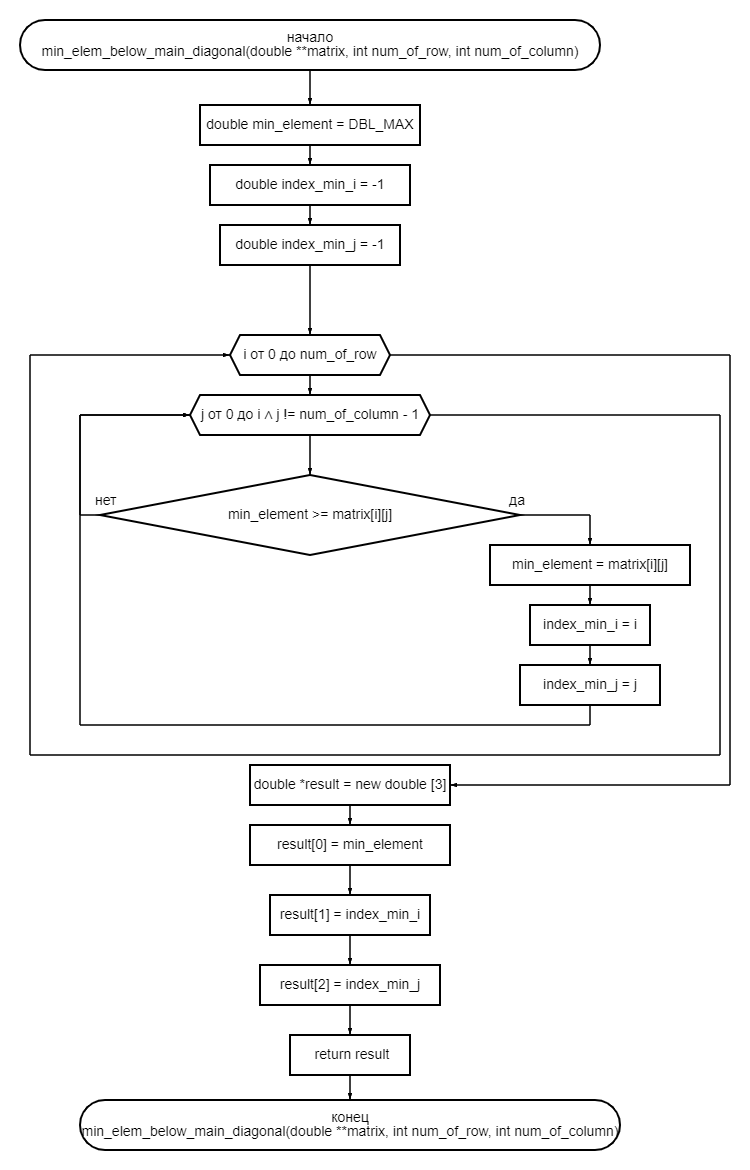 начало
min_elem_below_main_diagonal(double **matrix, int num_of_row, int num_of_column)
double min_element = DBL_MAX
double index_min_i = -1
double index_min_j = -1
i от 0 до num_of_row
j от 0 до i ∧ j != num_of_column - 1
нет
да
min_element >= matrix[i][j]
min_element = matrix[i][j]
index_min_i = i
index_min_j = j
double *result = new double [3]
result[0] = min_element
result[1] = index_min_i
result[2] = index_min_j
return result
конец
min_elem_below_main_diagonal(double **matrix, int num_of_row, int num_of_column)